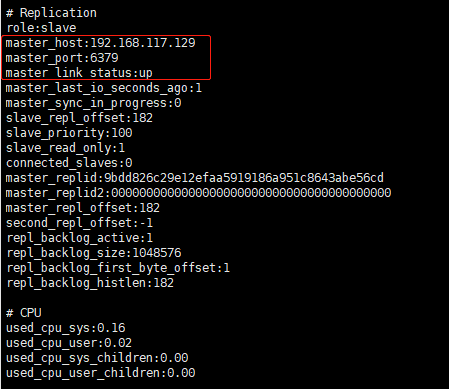 # Replication
role:slave
master_host:192.168.117.129
master_port:6379
master_link_status:up
master_last_io_seconds_ago:1
master_sync_in_progress:0
slave_repl_offset:182
slave_priority:100
slave_read_only:1
connected_slaves:0
master_replid:9bdd826c29e12efaa5919186a951c8643abe56cd
master_replid2:0000000000000000000000000000000000000000
master_repl_offset:182
second_repl_offset:-1
repl_backlog_active:1
repl_backlog_size:1048576
repl_backlog_first_byte_offset:1
repl_backlog_histlen:182
# CPU
used_cpu_sys:0.16
used_cpu_user:0.02
used_cpu_sys_children:0.00
used_cpu_user_children:0.00